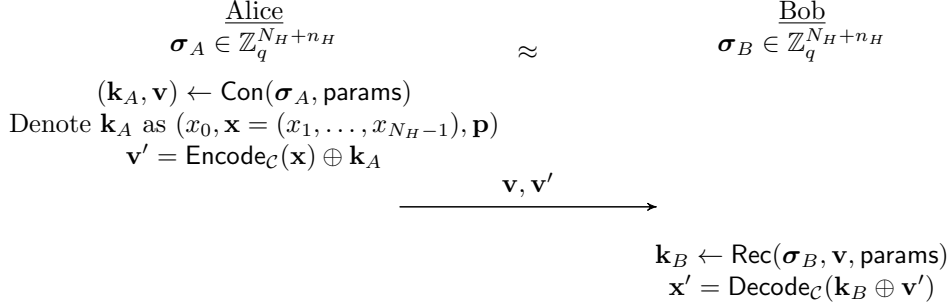 Alice Bob
𝝈_A ∈ ℤ_q^{N_H+n_H} ≈ 𝝈_B ∈ ℤ_q^{N_H+n_H}
(𝐤_A, 𝐯) ← Con(𝝈_A, params)
Denote 𝐤_A as (x_0, 𝐱 = (x_1, …, x_{N_H−1}), 𝐩)
𝐯′ = Encode_𝒞(𝐱) ⊕ 𝐤_A
𝐯, 𝐯′
𝐤_B ← Rec(𝝈_B, 𝐯, params)
𝐱′ = Decode_𝒞(𝐤_B ⊕ 𝐯′)